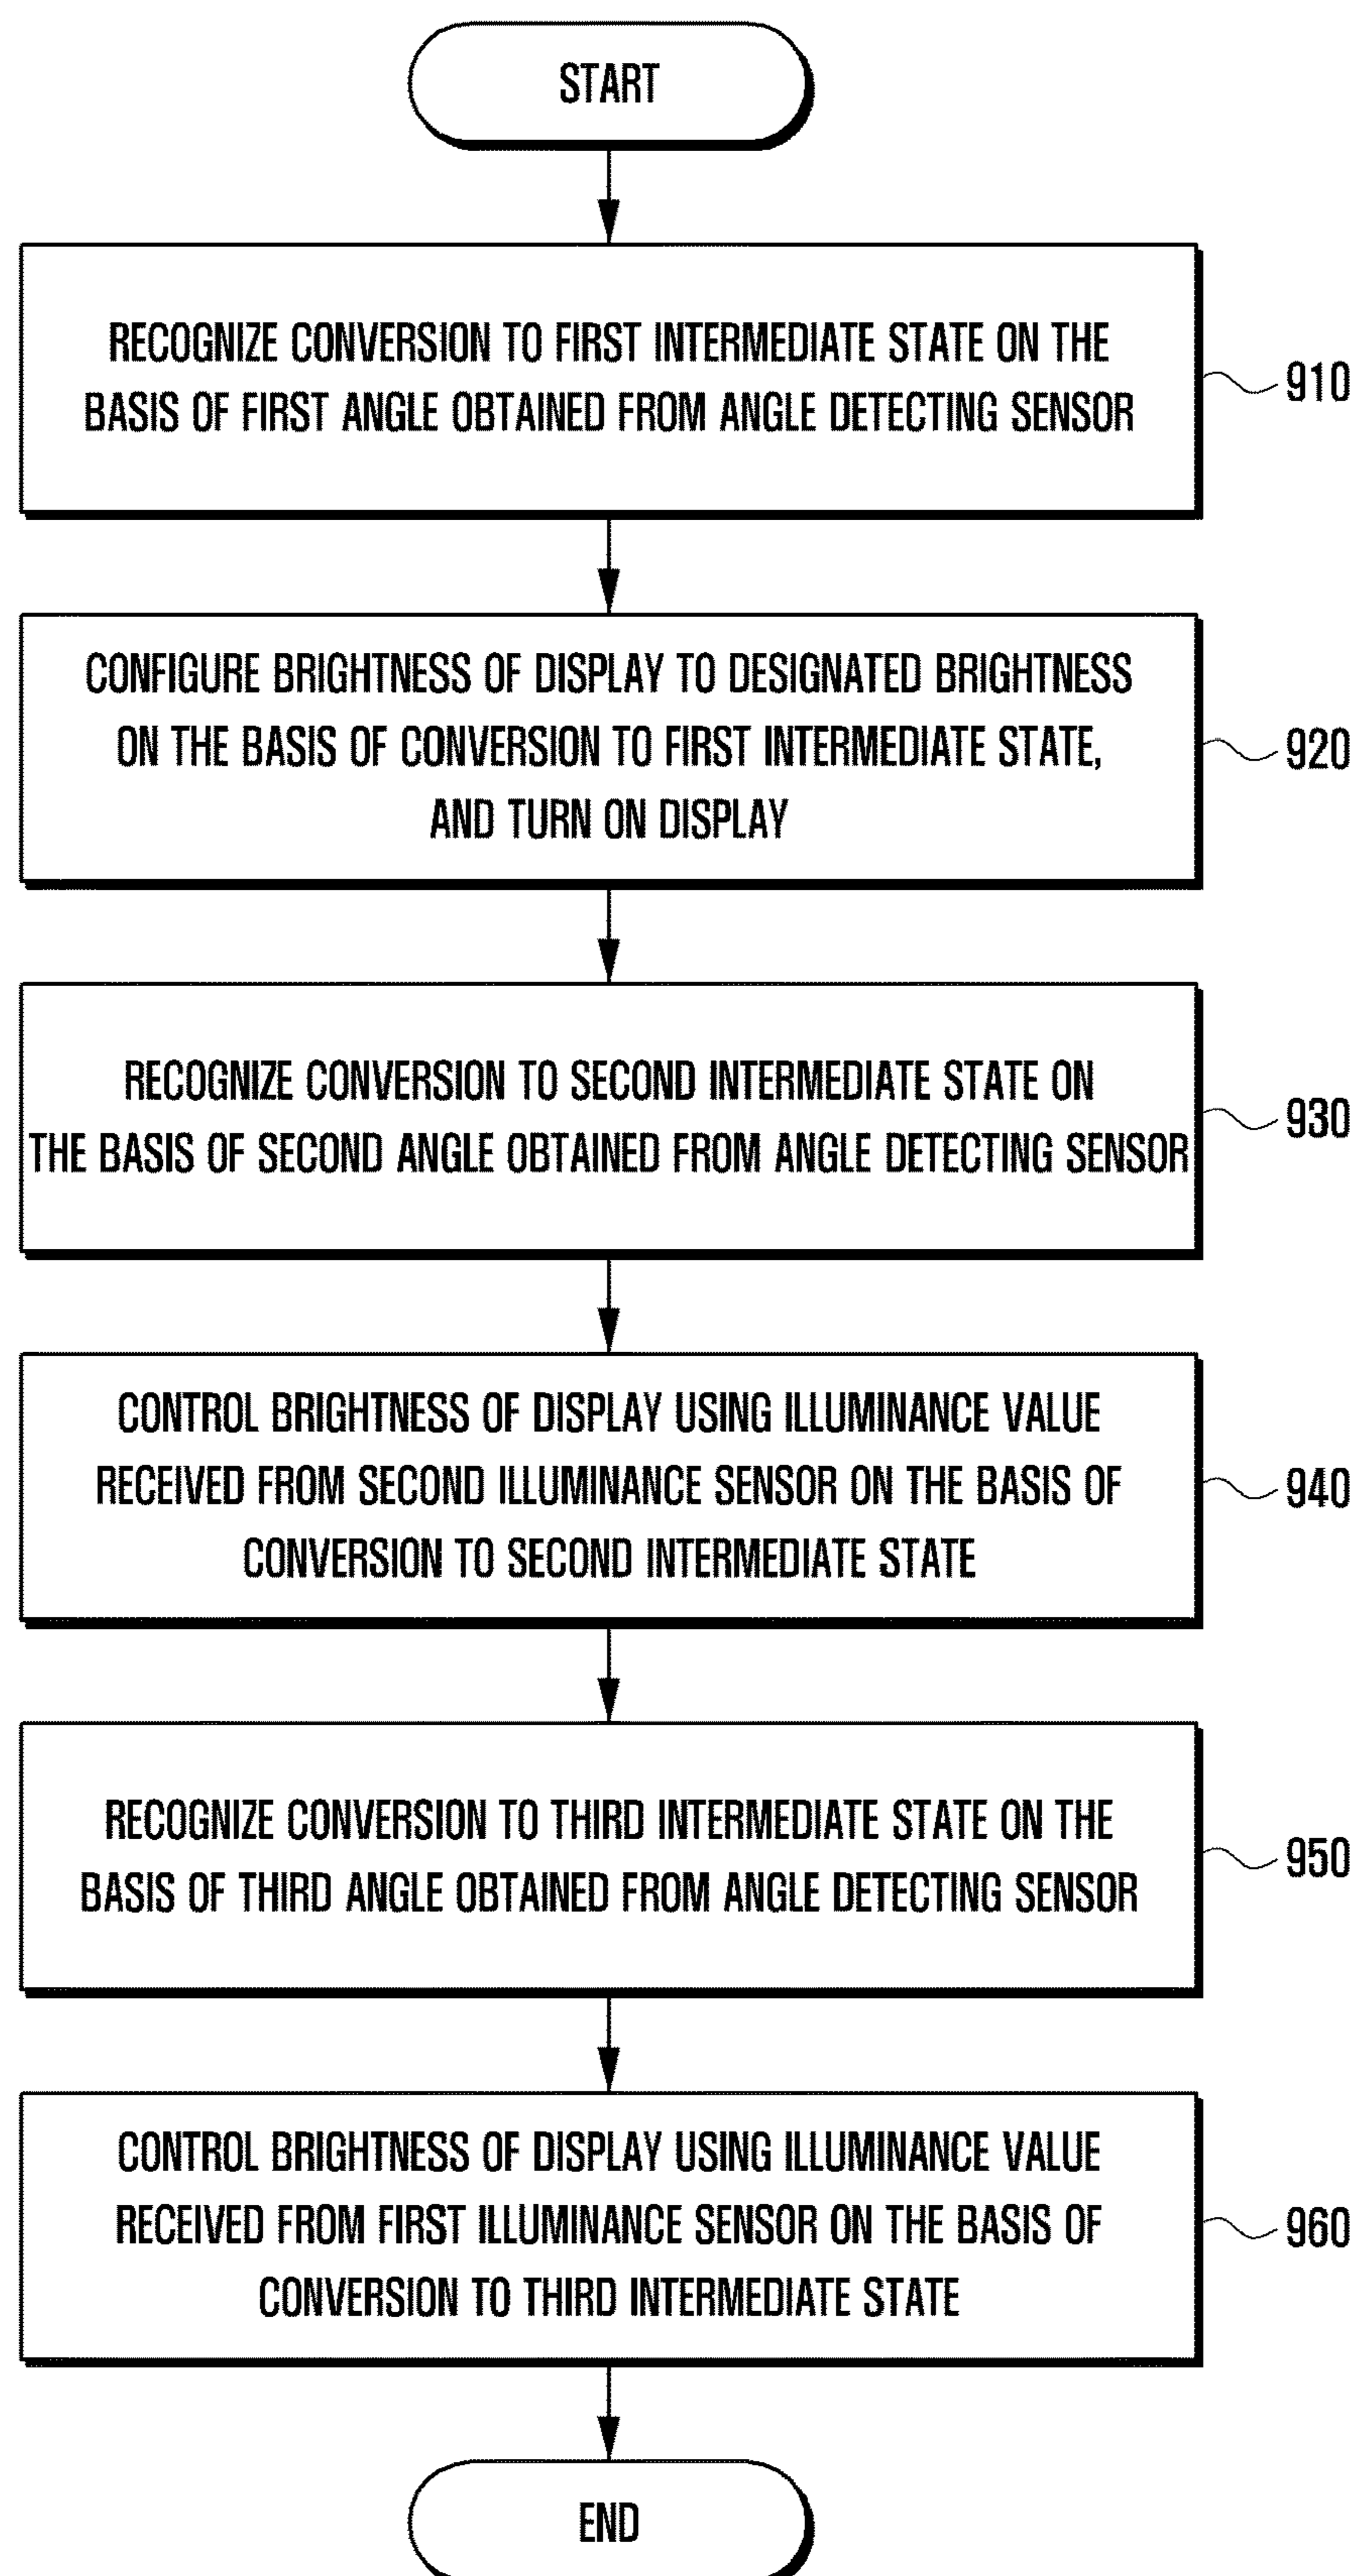 START
RECOGNIZE CONVERSION TO FIRST INTERMEDIATE STATE ON THE
BASIS OF FIRST ANGLE OBTAINED FROM ANGLE DETECTING SENSOR
910
CONFIGURE BRIGHTNESS OF DISPLAY TO DESIGNATED BRIGHTNESS
ON THE BASIS OF CONVERSION TO FIRST INTERMEDIATE STATE,
AND TURN ON DISPLAY
920
RECOGNIZE CONVERSION TO SECOND INTERMEDIATE STATE ON
THE BASIS OF SECOND ANGLE OBTAINED FROM ANGLE DETECTING SENSOR
930
CONTROL BRIGHTNESS OF DISPLAY USING ILLUMINANCE VALUE
RECEIVED FROM SECOND ILLUMINANCE SENSOR ON THE BASIS OF
CONVERSION TO SECOND INTERMEDIATE STATE
940
RECOGNIZE CONVERSION TO THIRD INTERMEDIATE STATE ON THE
BASIS OF THIRD ANGLE OBTAINED FROM ANGLE DETECTING SENSOR
950
CONTROL BRIGHTNESS OF DISPLAY USING ILLUMINANCE VALUE
RECEIVED FROM FIRST ILLUMINANCE SENSOR ON THE BASIS OF
CONVERSION TO THIRD INTERMEDIATE STATE
960
END